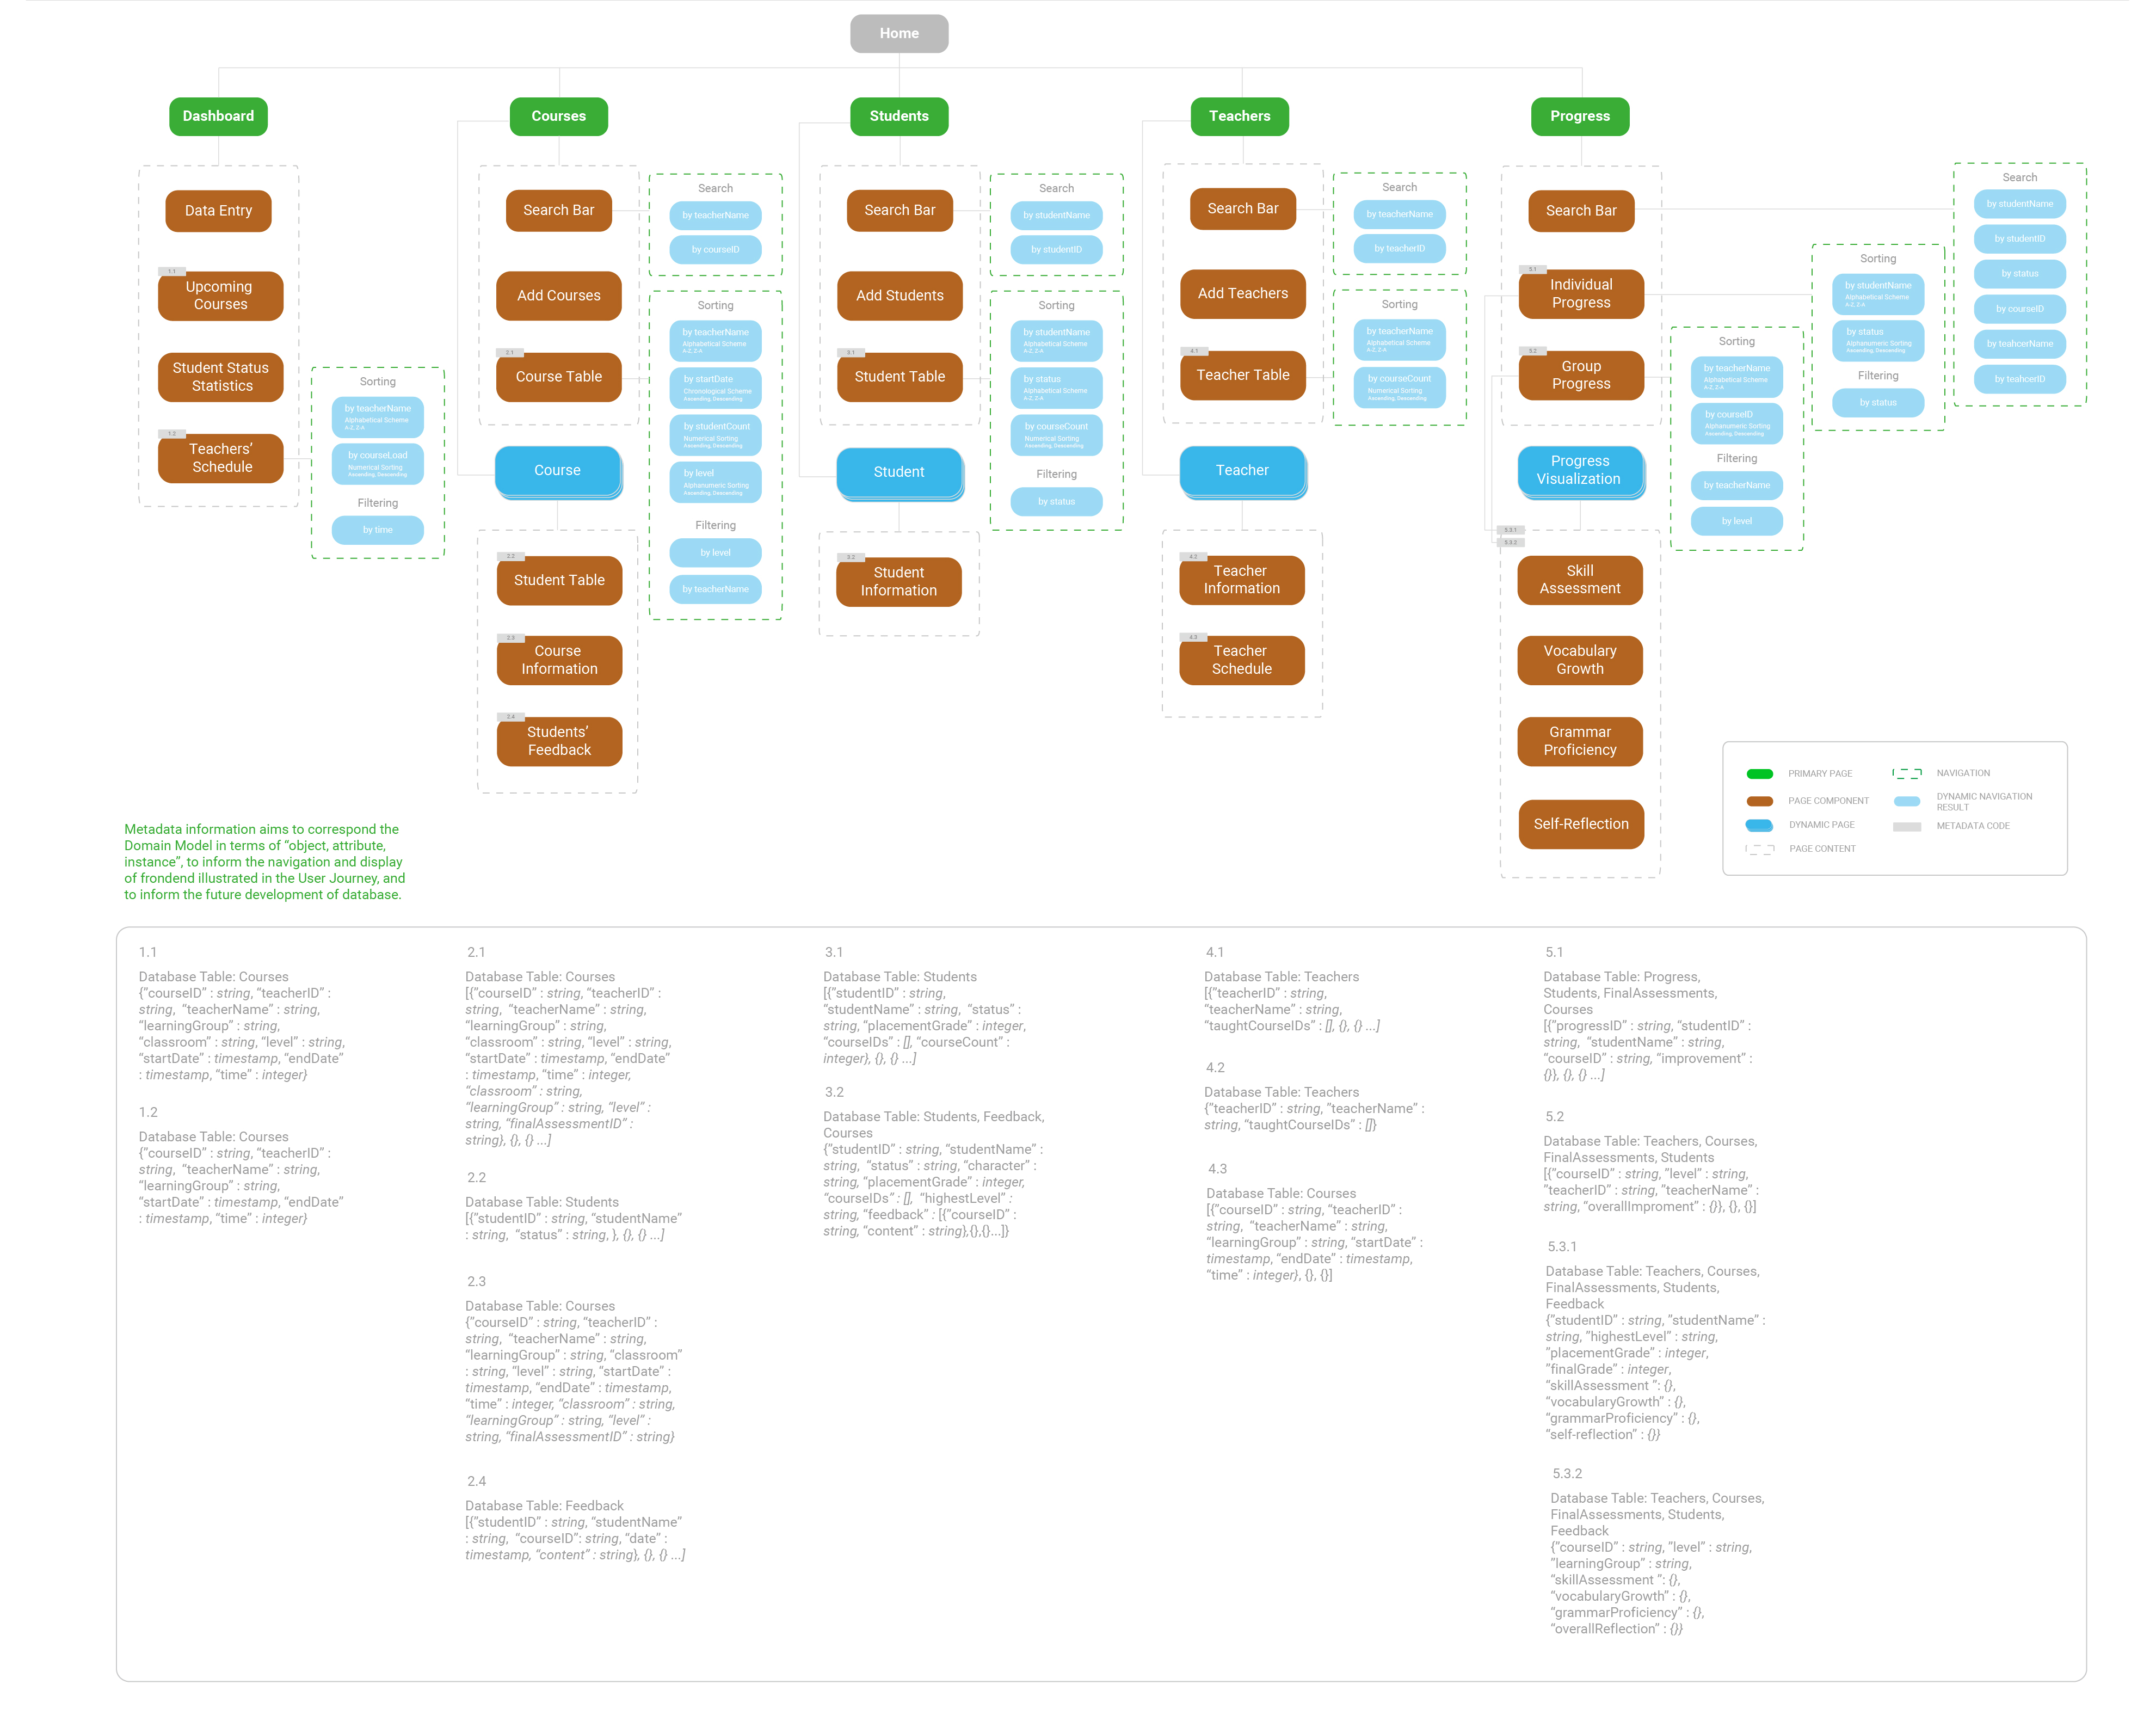 Home
Dashboard
Data Entry
1.1
Upcoming
Courses
Student Status
Statistics
1.2
Teachers’
Schedule
Sorting
by teacherName
Alphabetical Scheme
A-Z, Z-A
by courseLoad
Numerical Sorting
Ascending, Descending
Filtering
by time
Courses
Search Bar
Add Courses
2.1
Course Table
Search
by teacherName
by courseID
Sorting
by teacherName
Alphabetical Scheme
A-Z, Z-A
by startDate
Chronological Scheme
Ascending, Descending
by studentCount
Numerical Sorting
Ascending, Descending
by level
Alphanumeric Sorting
Ascending, Descending
Filtering
by level
by teacherName
Course
2.2
Student Table
2.3
Course
Information
2.4
Students’
Feedback
Students
Search Bar
Add Students
3.1
Student Table
Search
by studentName
by studentID
Sorting
by studentName
Alphabetical Scheme
A-Z, Z-A
by status
Alphabetical Scheme
A-Z, Z-A
by courseCount
Numerical Sorting
Ascending, Descending
Filtering
by status
Student
3.2
Student
Information
Teachers
Search Bar
Add Teachers
4.1
Teacher Table
Search
by teacherName
by teacherID
Sorting
by teacherName
Alphabetical Scheme
A-Z, Z-A
by courseCount
Numerical Sorting
Ascending, Descending
Teacher
4.2
Teacher
Information
4.3
Teacher
Schedule
Progress
Search Bar
5.1
Individual
Progress
5.2
Group
Progress
Sorting
by teacherName
Alphabetical Scheme
A-Z, Z-A
by courseID
Alphanumeric Sorting
Ascending, Descending
Filtering
by teacherName
by level
Sorting
by studentName
Alphabetical Scheme
A-Z, Z-A
by status
Alphanumeric Sorting
Ascending, Descending
Filtering
by status
Search
by studentName
by studentID
by status
by courseID
by teahcerName
by teahcerID
Progress
Visualization
5.3.1
5.3.2
Skill
Assessment
Vocabulary
Growth
Grammar
Proficiency
Self-Reflection
PRIMARY PAGE
PAGE COMPONENT
DYNAMIC PAGE
PAGE CONTENT
NAVIGATION
DYNAMIC NAVIGATION
RESULT
METADATA CODE
Metadata information aims to correspond the
Domain Model in terms of “object, attribute,
instance”, to inform the navigation and display
of frondend illustrated in the User Journey, and
to inform the future development of database.
1.1
Database Table: Courses
{“courseID” : string, “teacherID” :
string, “teacherName” : string,
“learningGroup” : string,
“classroom” : string, “level” : string,
“startDate” : timestamp, “endDate”
: timestamp, “time” : integer}
1.2
Database Table: Courses
{“courseID” : string, “teacherID” :
string, “teacherName” : string,
“learningGroup” : string,
“startDate” : timestamp, “endDate”
: timestamp, “time” : integer}
2.1
Database Table: Courses
[{“courseID” : string, “teacherID” :
string, “teacherName” : string,
“learningGroup” : string,
“classroom” : string, “level” : string,
“startDate” : timestamp, “endDate”
: timestamp, “time” : integer,
“classroom” : string,
“learningGroup” : string, “level” :
string, “finalAssessmentID” :
string}, {}, {} ...]
2.2
Database Table: Students
[{“studentID” : string, “studentName”
: string, “status” : string, }, {}, {} ...]
2.3
Database Table: Courses
{“courseID” : string, “teacherID” :
string, “teacherName” : string,
“learningGroup” : string, “classroom”
: string, “level” : string, “startDate” :
timestamp, “endDate” : timestamp,
“time” : integer, “classroom” : string,
“learningGroup” : string, “level” :
string, “finalAssessmentID” : string}
2.4
Database Table: Feedback
[{“studentID” : string, “studentName”
: string, “courseID”: string, “date” :
timestamp, “content” : string}, {}, {} ...]
3.1
Database Table: Students
[{“studentID” : string,
“studentName” : string, “status” :
string, “placementGrade” : integer,
“courseIDs” : [], “courseCount” :
integer}, {}, {} ...]
3.2
Database Table: Students, Feedback,
Courses
{“studentID” : string, “studentName” :
string, “status” : string, “character” :
string, “placementGrade” : integer,
“courseIDs” : [], “highestLevel” :
string, “feedback” : [{“courseID” :
string, “content” : string},{},{}...]}
4.1
Database Table: Teachers
[{“teacherID” : string,
“teacherName” : string,
“taughtCourseIDs” : [], {}, {} ...]
4.2
Database Table: Teachers
{“teacherID” : string, “teacherName” :
string, “taughtCourseIDs” : []}
4.3
Database Table: Courses
[{“courseID” : string, “teacherID” :
string, “teacherName” : string,
“learningGroup” : string, “startDate” :
timestamp, “endDate” : timestamp,
“time” : integer}, {}, {}]
5.1
Database Table: Progress,
Students, FinalAssessments,
Courses
[{“progressID” : string, “studentID” :
string, “studentName” : string,
“courseID” : string, “improvement” :
{}}, {}, {} ...]
5.2
Database Table: Teachers, Courses,
FinalAssessments, Students
[{“courseID” : string, “level” : string,
“teacherID” : string, “teacherName” :
string, “overallImproment” : {}}, {}, {}]
5.3.1
Database Table: Teachers, Courses,
FinalAssessments, Students,
Feedback
{“studentID” : string, “studentName” :
string, “highestLevel” : string,
“placementGrade” : integer,
“finalGrade” : integer,
“skillAssessment ”: {},
“vocabularyGrowth” : {},
“grammarProficiency” : {},
“self-reflection” : {}}
5.3.2
Database Table: Teachers, Courses,
FinalAssessments, Students,
Feedback
{“courseID” : string, “level” : string,
“learningGroup” : string,
“skillAssessment ”: {},
“vocabularyGrowth” : {},
“grammarProficiency” : {},
“overallReflection” : {}}